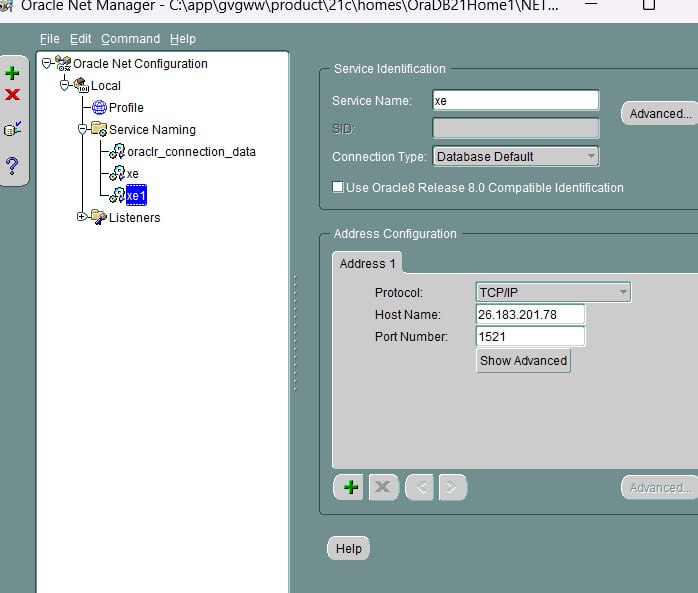 Oracle Net Manager - C:\app\gvgww\product\21c\homes\OraDB21Home1\NET...
File Edit Command Help
Oracle Net Configuration
Local
Profile
Service Naming
oraclr_connection_data
xe
xe1
Listeners
Service Identification
Service Name: xe
Advanced...
SID:
Connection Type: Database Default
Use Oracle8 Release 8.0 Compatible Identification
Address Configuration
Address 1
Protocol: TCP/IP
Host Name: 26.183.201.78
Port Number: 1521
Show Advanced
Advanced...
Help